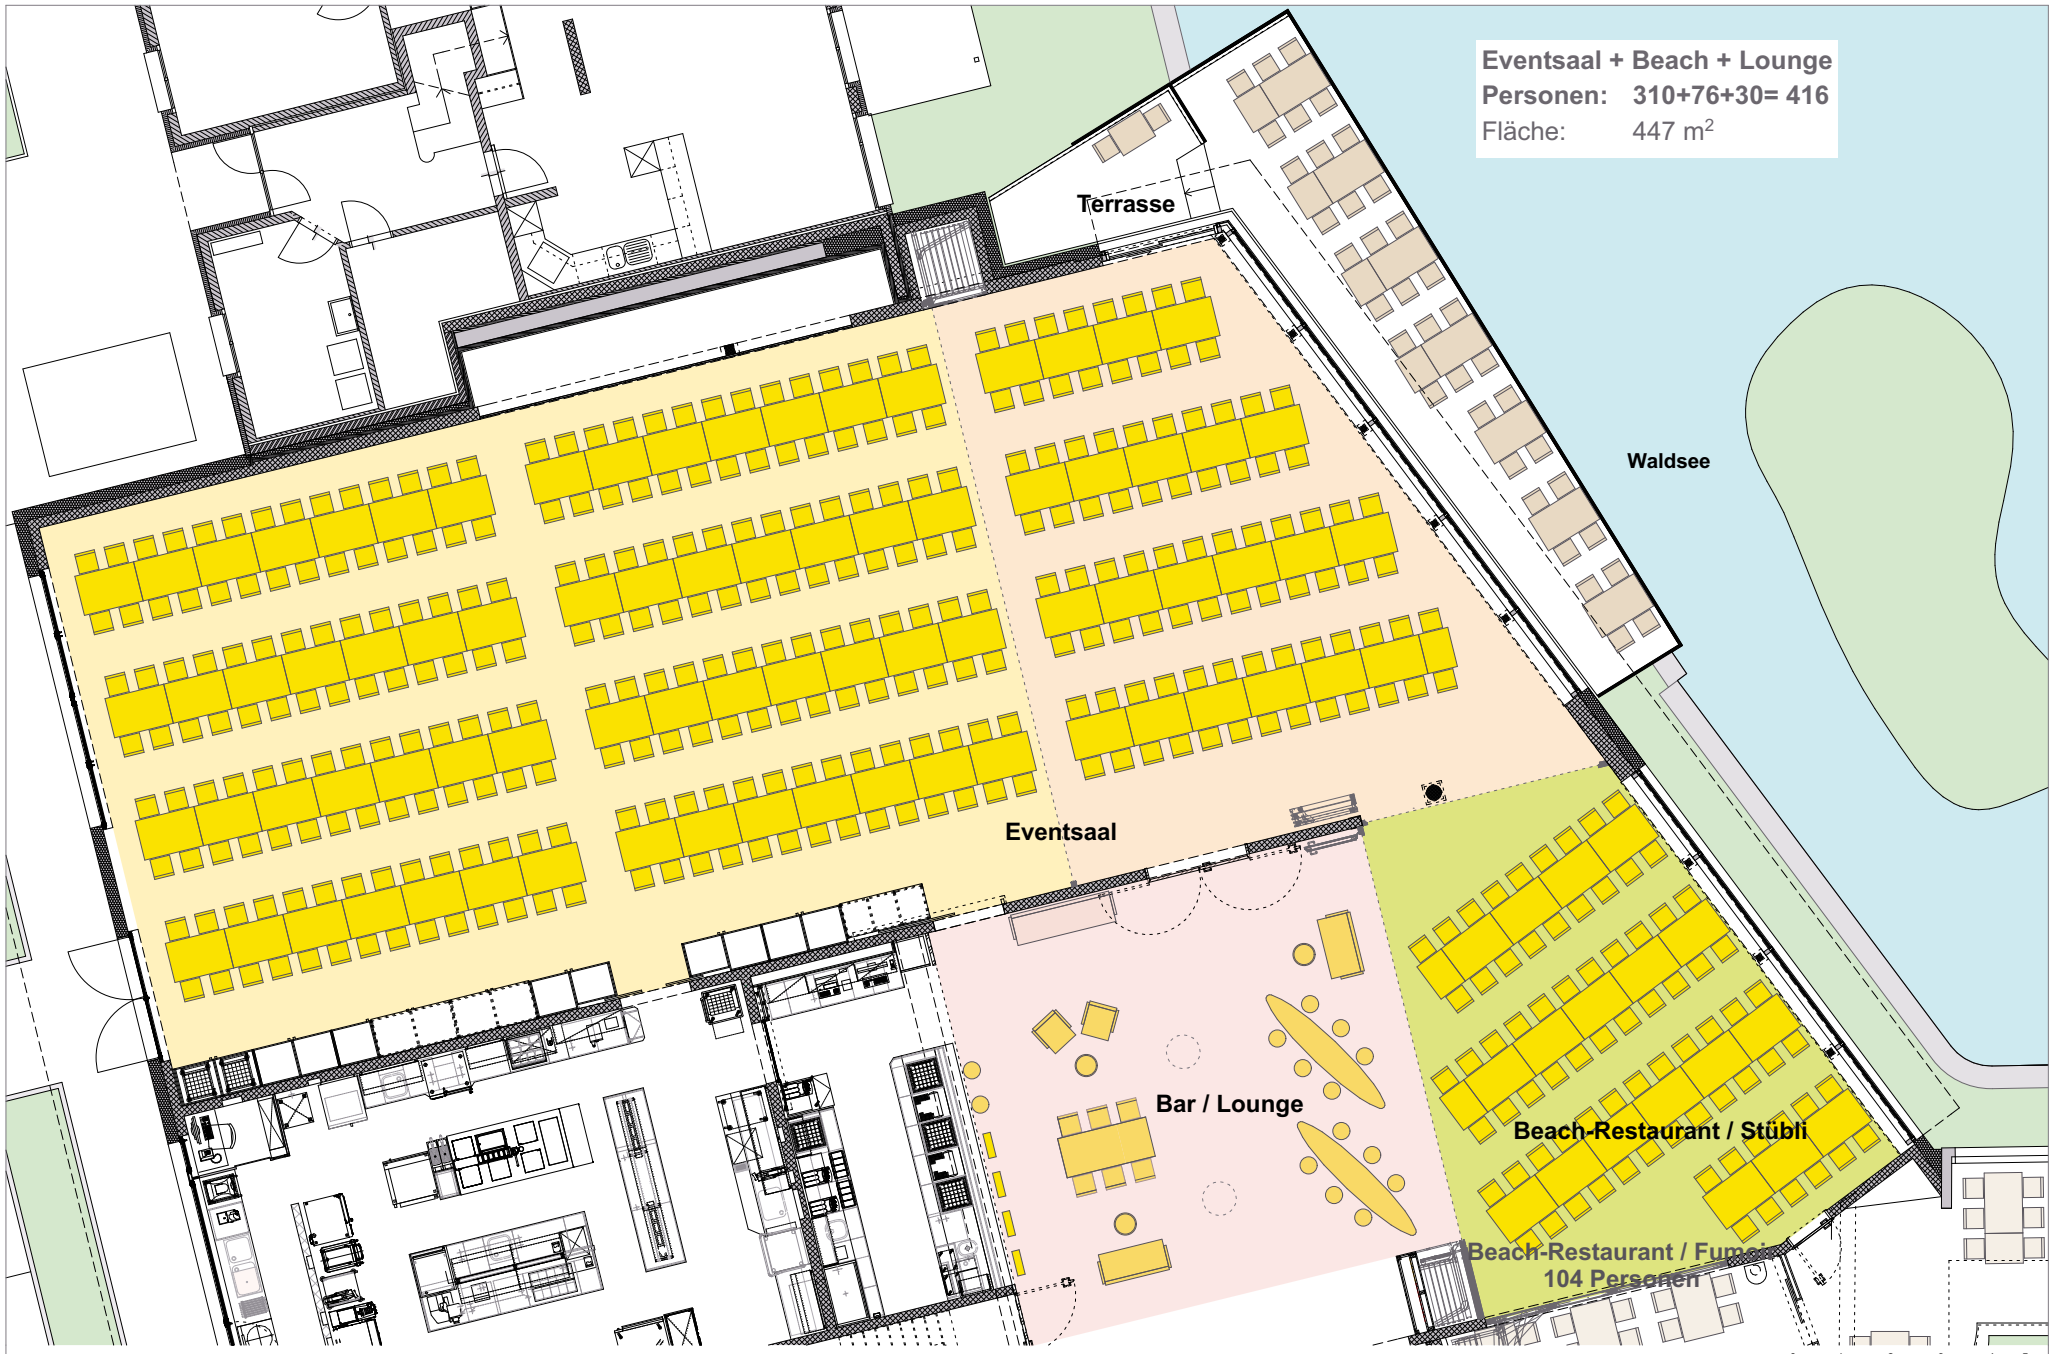 Eventsaal + Beach + Lounge
Personen: 310+76+30= 416
Fläche: 447 m²
Terrasse
Waldsee
Eventsaal
Bar / Lounge
Beach-Restaurant / Stübli
Beach-Restaurant / Fumoir
104 Personen